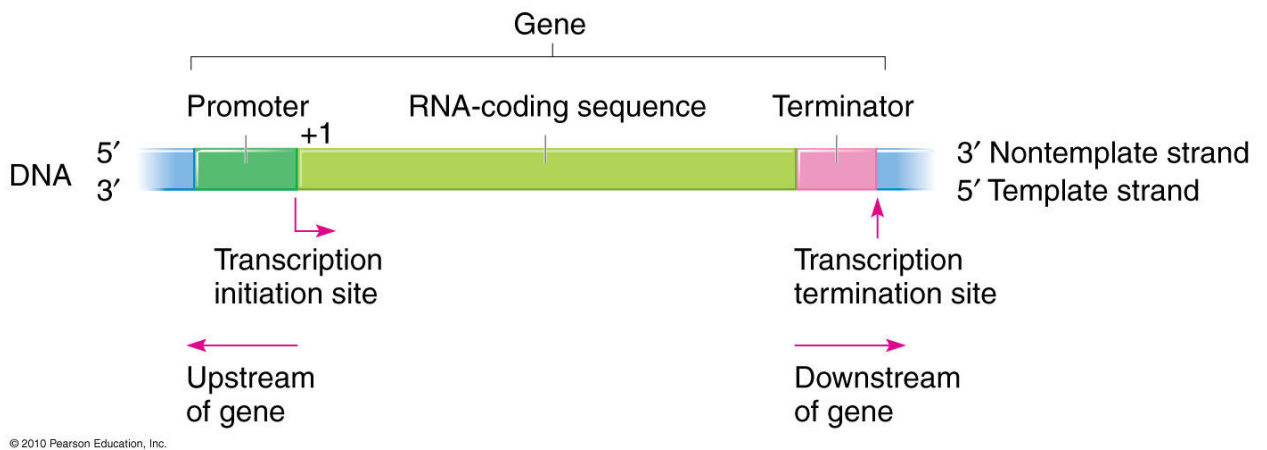 Gene
Promoter
RNA-coding sequence
Terminator
+1
DNA
5′
3′
3′ Nontemplate strand
5′ Template strand
Transcription
initiation site
Transcription
termination site
Upstream
of gene
Downstream
of gene
© 2010 Pearson Education, Inc.